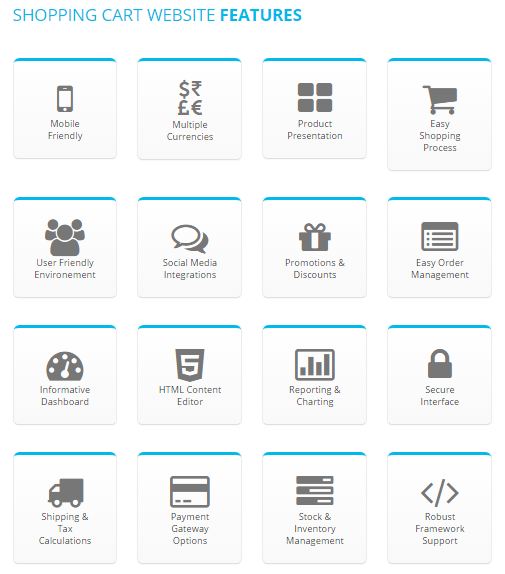 SHOPPING CART WEBSITE FEATURES
Mobile
Friendly
$₹
£€
Multiple
Currencies
Product
Presentation
Easy
Shopping
Process
User Friendly
Environement
Social Media
Integrations
Promotions &
Discounts
Easy Order
Management
Informative
Dashboard
5
HTML Content
Editor
Reporting &
Charting
Secure
Interface
Shipping &
Tax
Calculations
Payment
Gateway
Options
Stock &
Inventory
Management
</>
Robust
Framework
Support